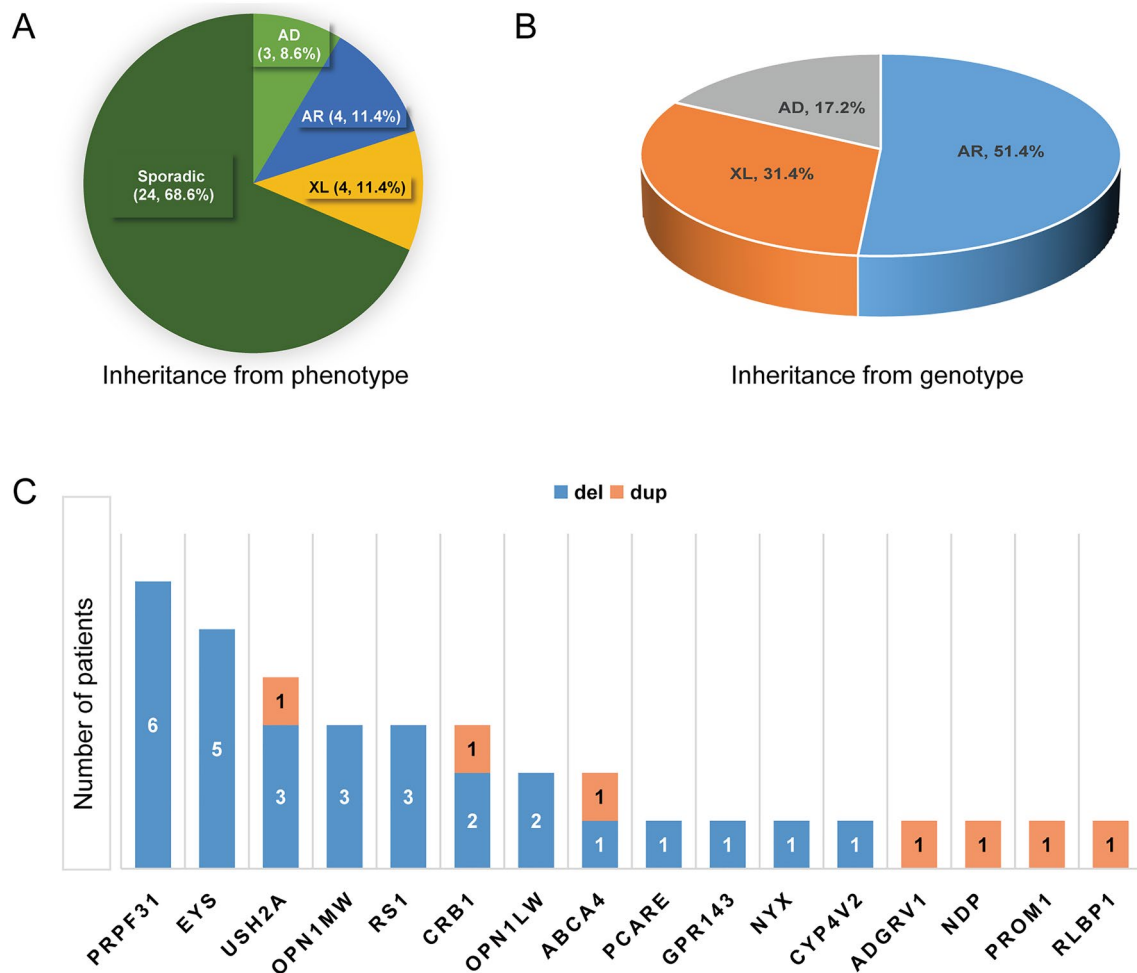 A
AD
(3, 8.6%)
AR (4, 11.4%)
XL (4, 11.4%)
Sporadic
(24, 68.6%)
Inheritance from phenotype
B
AD, 17.2%
AR, 51.4%
XL, 31.4%
Inheritance from genotype
C
del dup
Number of patients
6
5
1
3
3
3
1
2
2
1
1
1
1
1
1
1
1
1
1
PRPF31
EYS
USH2A
OPN1MW
RS1
CRB1
OPN1LW
ABCA4
PCARE
GPR143
NYX
CYP4V2
ADGRV1
NDP
PROM1
RLBP1